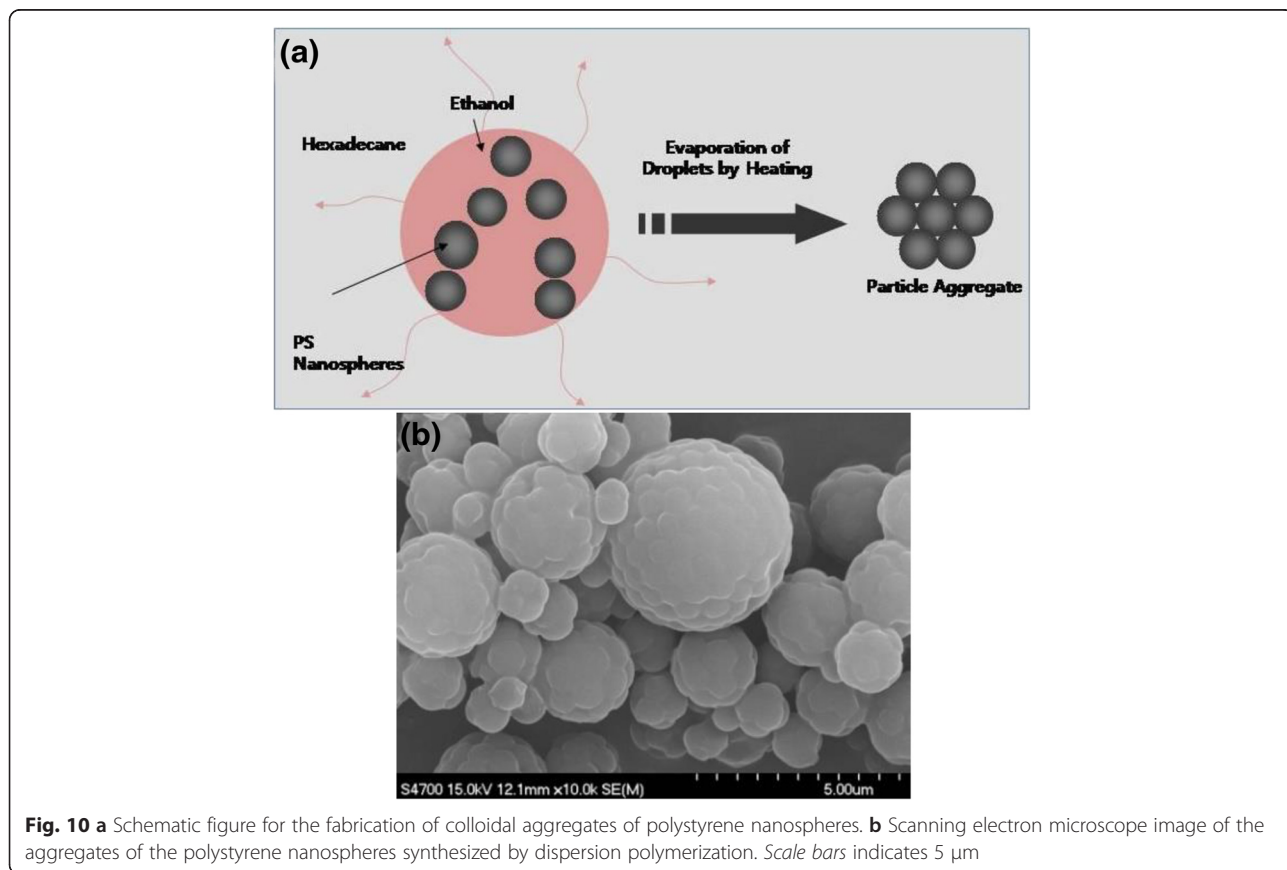 (a)
Ethanol
Hexadecane
Evaporation of
Droplets by Heating
Particle Aggregate
PS
Nanospheres
(b)
S4700 15.0kV 12.1mm x10.0k SE(M)
5.00um
Fig. 10 a Schematic figure for the fabrication of colloidal aggregates of polystyrene nanospheres. b Scanning electron microscope image of the
aggregates of the polystyrene nanospheres synthesized by dispersion polymerization. Scale bars indicates 5 μm